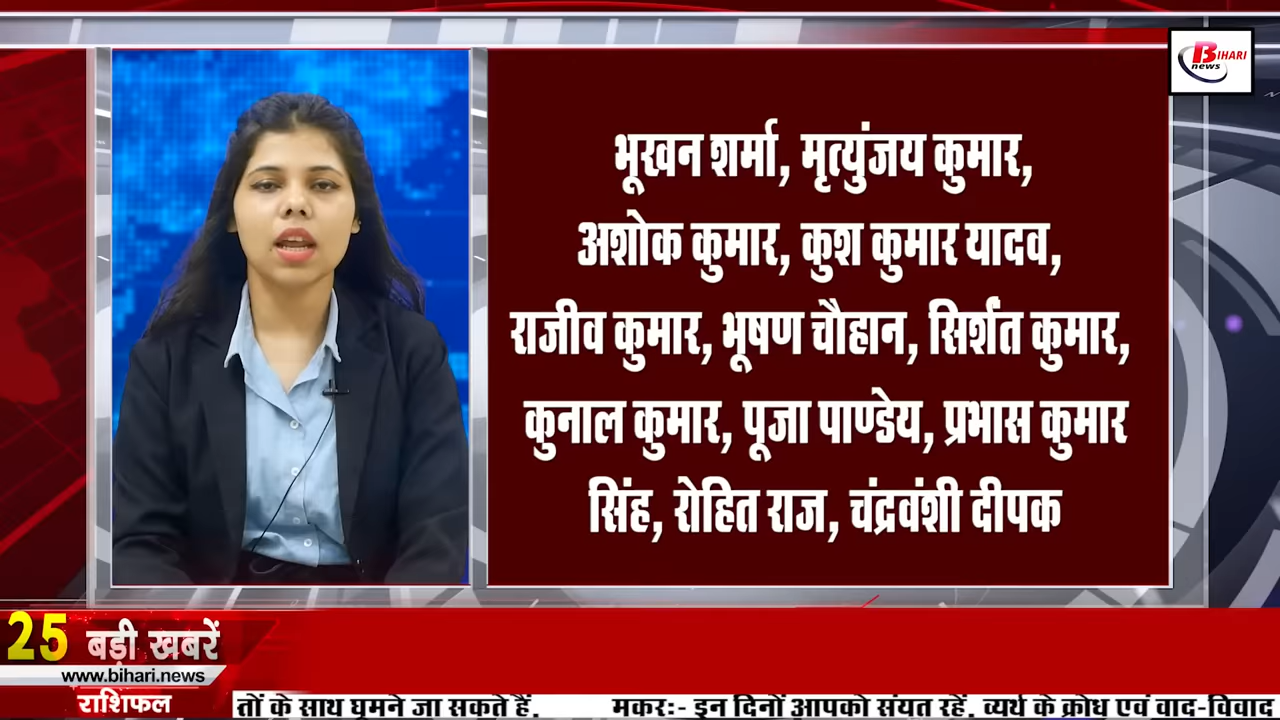 BIHARI
news
भूखन शर्मा, मृत्युंजय कुमार,
अशोक कुमार, कुश कुमार यादव,
राजीव कुमार, भूषण चौहान, सिर्शंत कुमार,
कुनाल कुमार, पूजा पाण्डेय, प्रभास कुमार
सिंह, रोहित राज, चंद्रवंशी दीपक
25 बड़ी खबरें
www.bihari.news
राशिफल
तों के साथ घूमने जा सकते हैं. मकर:- इन दिनों आपको संयत रहें. व्यर्थ के क्रोध एवं वाद-विवाद